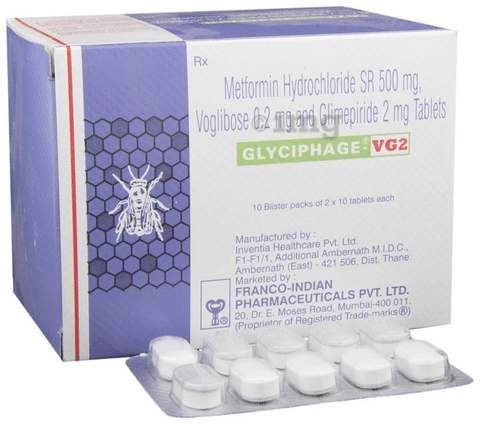 Rx
Metformin Hydrochloride SR 500 mg,
Voglibose 0.2 mg and Glimepiride 2 mg Tablets
GLYCIPHAGE® VG2
10 Blister packs of 2 x 10 tablets each
Manufactured by :
Inventia Healthcare Pvt. Ltd.
F1-F1/1, Additional Ambernath M.I.D.C.,
Ambernath (East) - 421 506, Dist. Thane.
Marketed by :
FRANCO-INDIAN
PHARMACEUTICALS PVT. LTD.
20, Dr. E. Moses Road, Mumbai-400 011.
(Proprietor of Registered Trade-marks®)